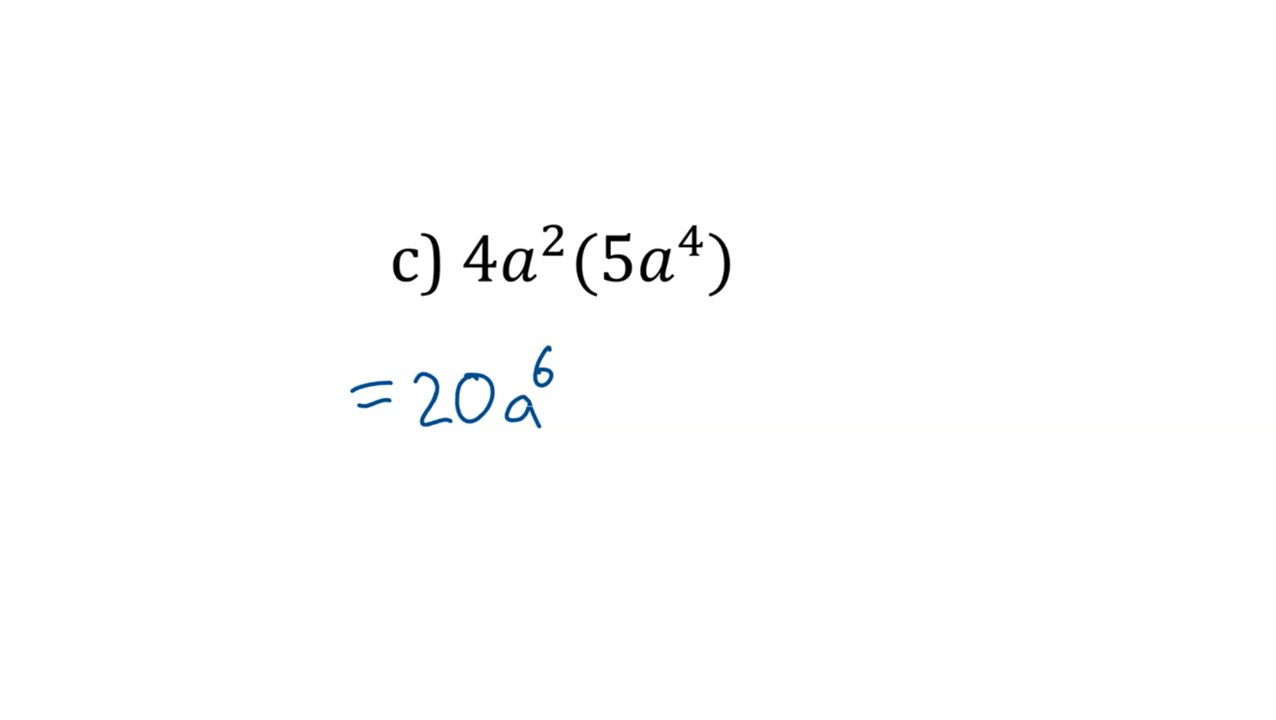 c) 4a²(5a⁴)
= 20a⁶